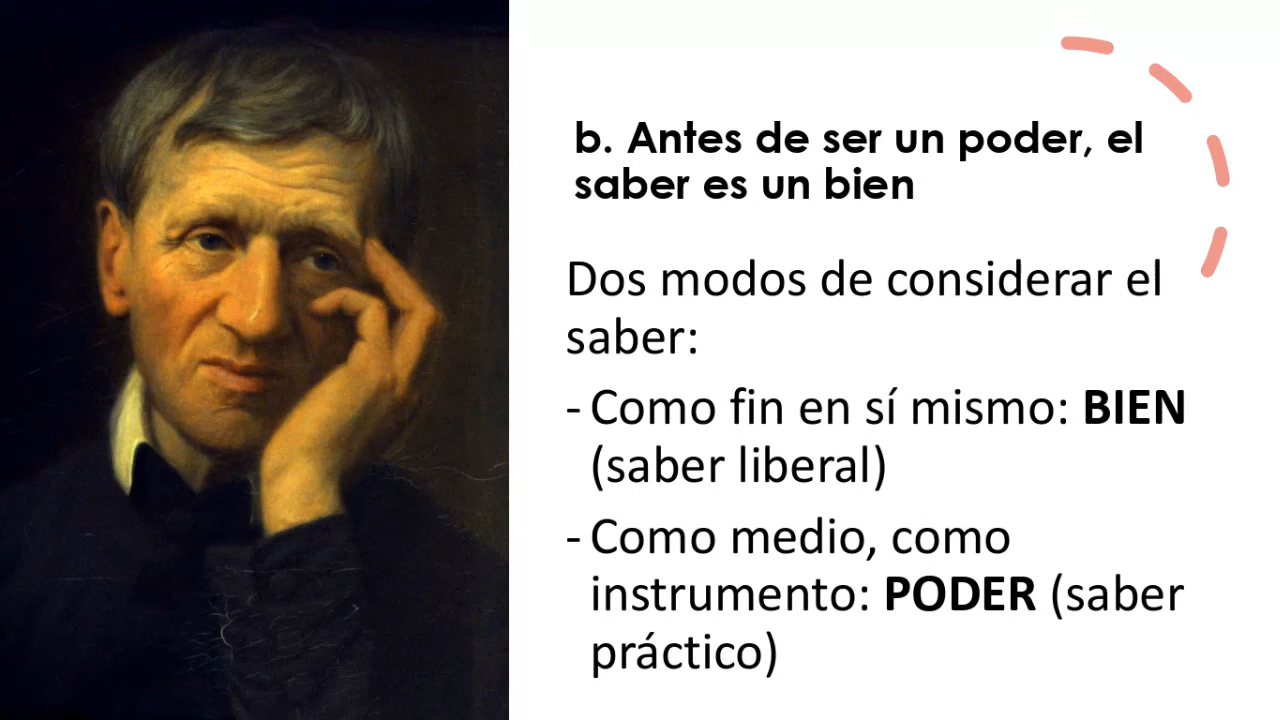 b. Antes de ser un poder, el
saber es un bien
Dos modos de considerar el
saber:
- Como fin en sí mismo: BIEN
(saber liberal)
- Como medio, como
instrumento: PODER (saber
práctico)